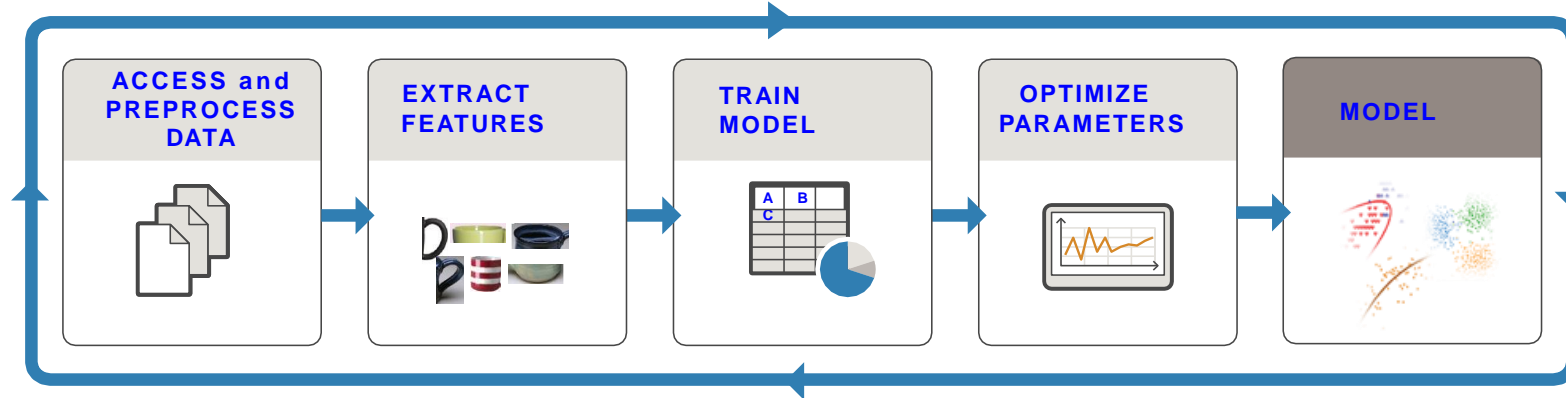 ACCESS and
PREPROCESS
DATA
EXTRACT
FEATURES
TRAIN
MODEL
OPTIMIZE
PARAMETERS
MODEL
A B
C